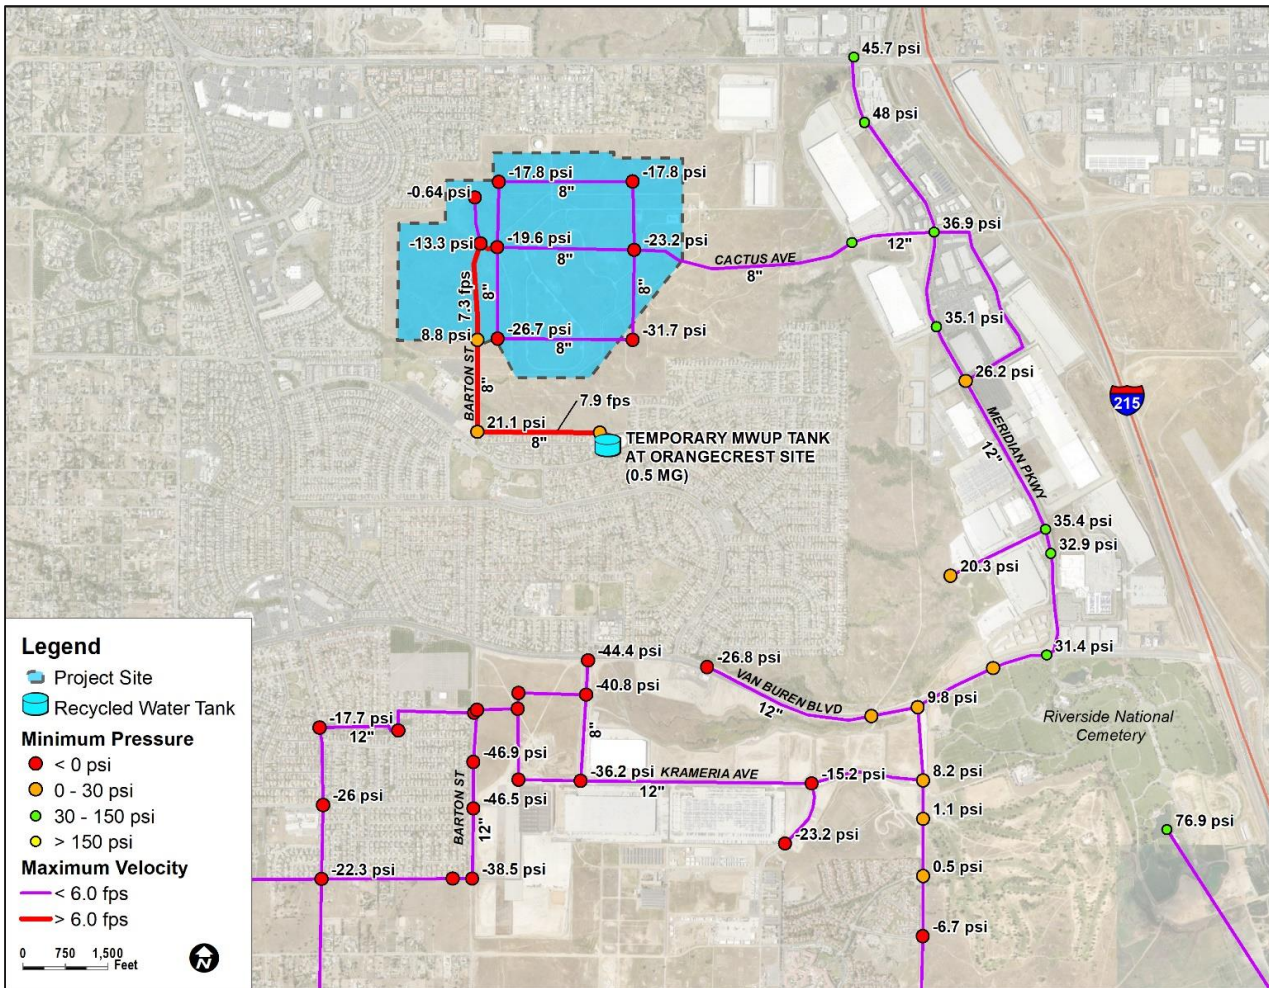 45.7 psi
48 psi
-17.8 psi
8"
-17.8 psi
-0.64 psi
-13.3 psi
-19.6 psi
8"
-23.2 psi
36.9 psi
12"
CACTUS AVE
8"
7.3 fps
8"
8"
8.8 psi
-26.7 psi
8"
-31.7 psi
35.1 psi
BARTON ST
8"
26.2 psi
215
7.9 fps
21.1 psi
8"
TEMPORARY MWUP TANK
AT ORANGECREST SITE
(0.5 MG)
MERIDIAN PKWY
12"
35.4 psi
32.9 psi
20.3 psi
31.4 psi
-44.4 psi
-26.8 psi
-40.8 psi
VAN BUREN BLVD
12"
9.8 psi
Riverside National
Cemetery
-17.7 psi
12"
8"
-46.9 psi
-36.2 psi
KRAMERIA AVE
12"
-15.2 psi
8.2 psi
-26 psi
BARTON ST
-46.5 psi
12"
1.1 psi
76.9 psi
-23.2 psi
-22.3 psi
-38.5 psi
0.5 psi
-6.7 psi
Legend
Project Site
Recycled Water Tank
Minimum Pressure
< 0 psi
0 - 30 psi
30 - 150 psi
> 150 psi
Maximum Velocity
< 6.0 fps
> 6.0 fps
0 750 1,500
Feet
N